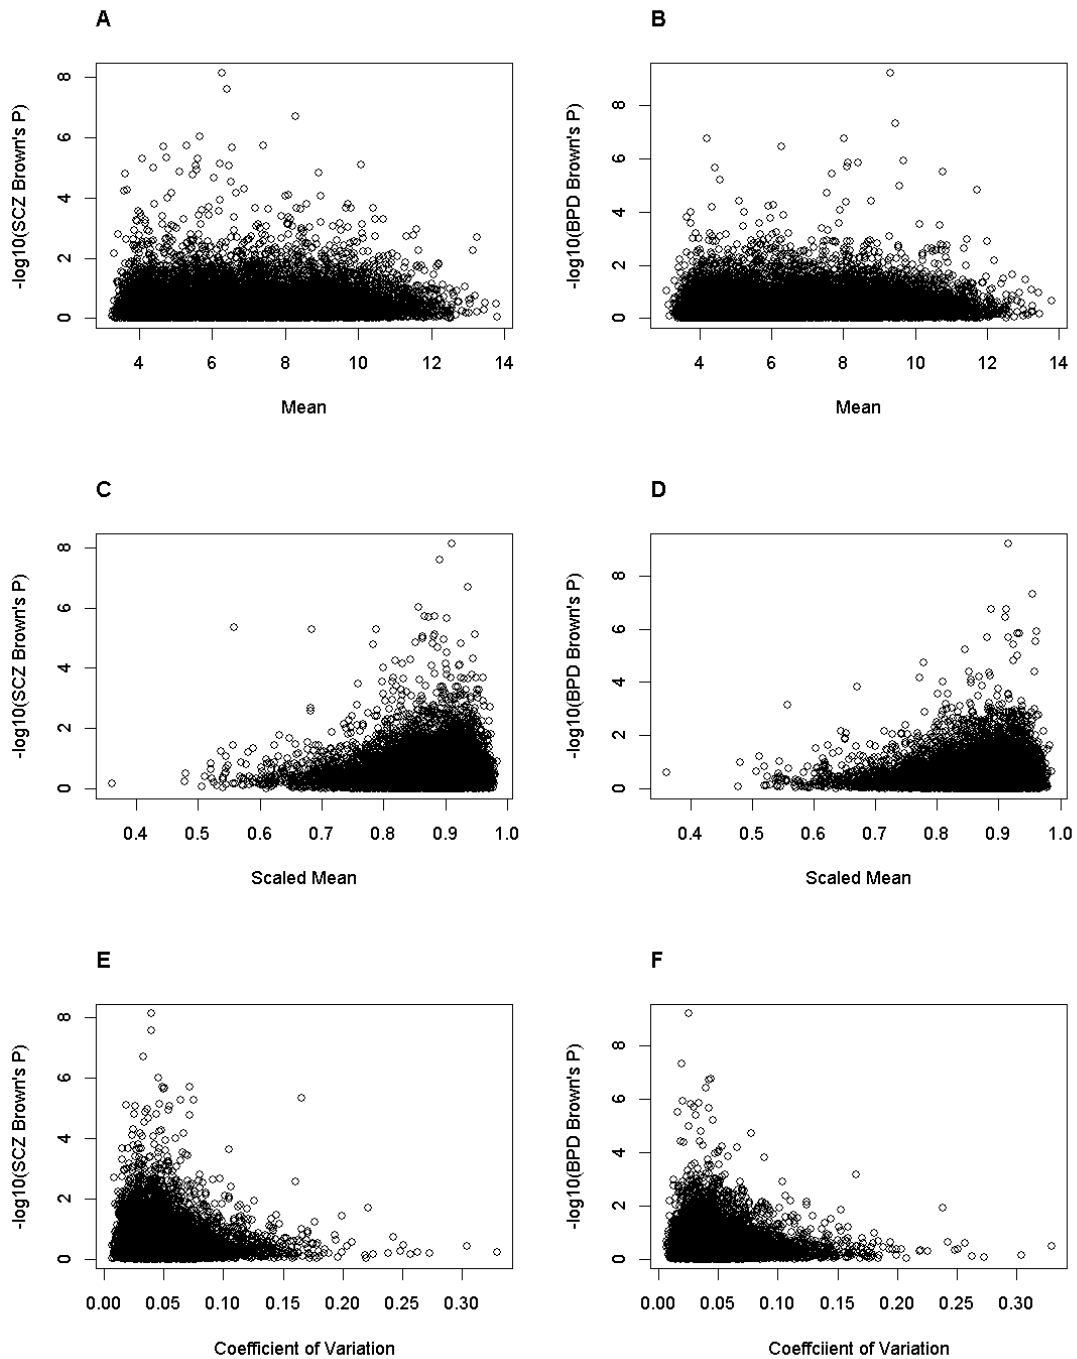 A
B
-log10(SCZ Brown's P)
8
6
4
2
0
4 6 8 10 12 14
Mean
-log10(BPD Brown's P)
8
6
4
2
0
4 6 8 10 12 14
Mean
C
D
-log10(SCZ Brown's P)
8
6
4
2
0
0.4 0.5 0.6 0.7 0.8 0.9 1.0
Scaled Mean
-log10(BPD Brown's P)
8
6
4
2
0
0.4 0.5 0.6 0.7 0.8 0.9 1.0
Scaled Mean
E
F
-log10(SCZ Brown's P)
8
6
4
2
0
0.00 0.05 0.10 0.15 0.20 0.25 0.30
Coefficient of Variation
-log10(BPD Brown's P)
8
6
4
2
0
0.00 0.05 0.10 0.15 0.20 0.25 0.30
Coeffciient of Variation